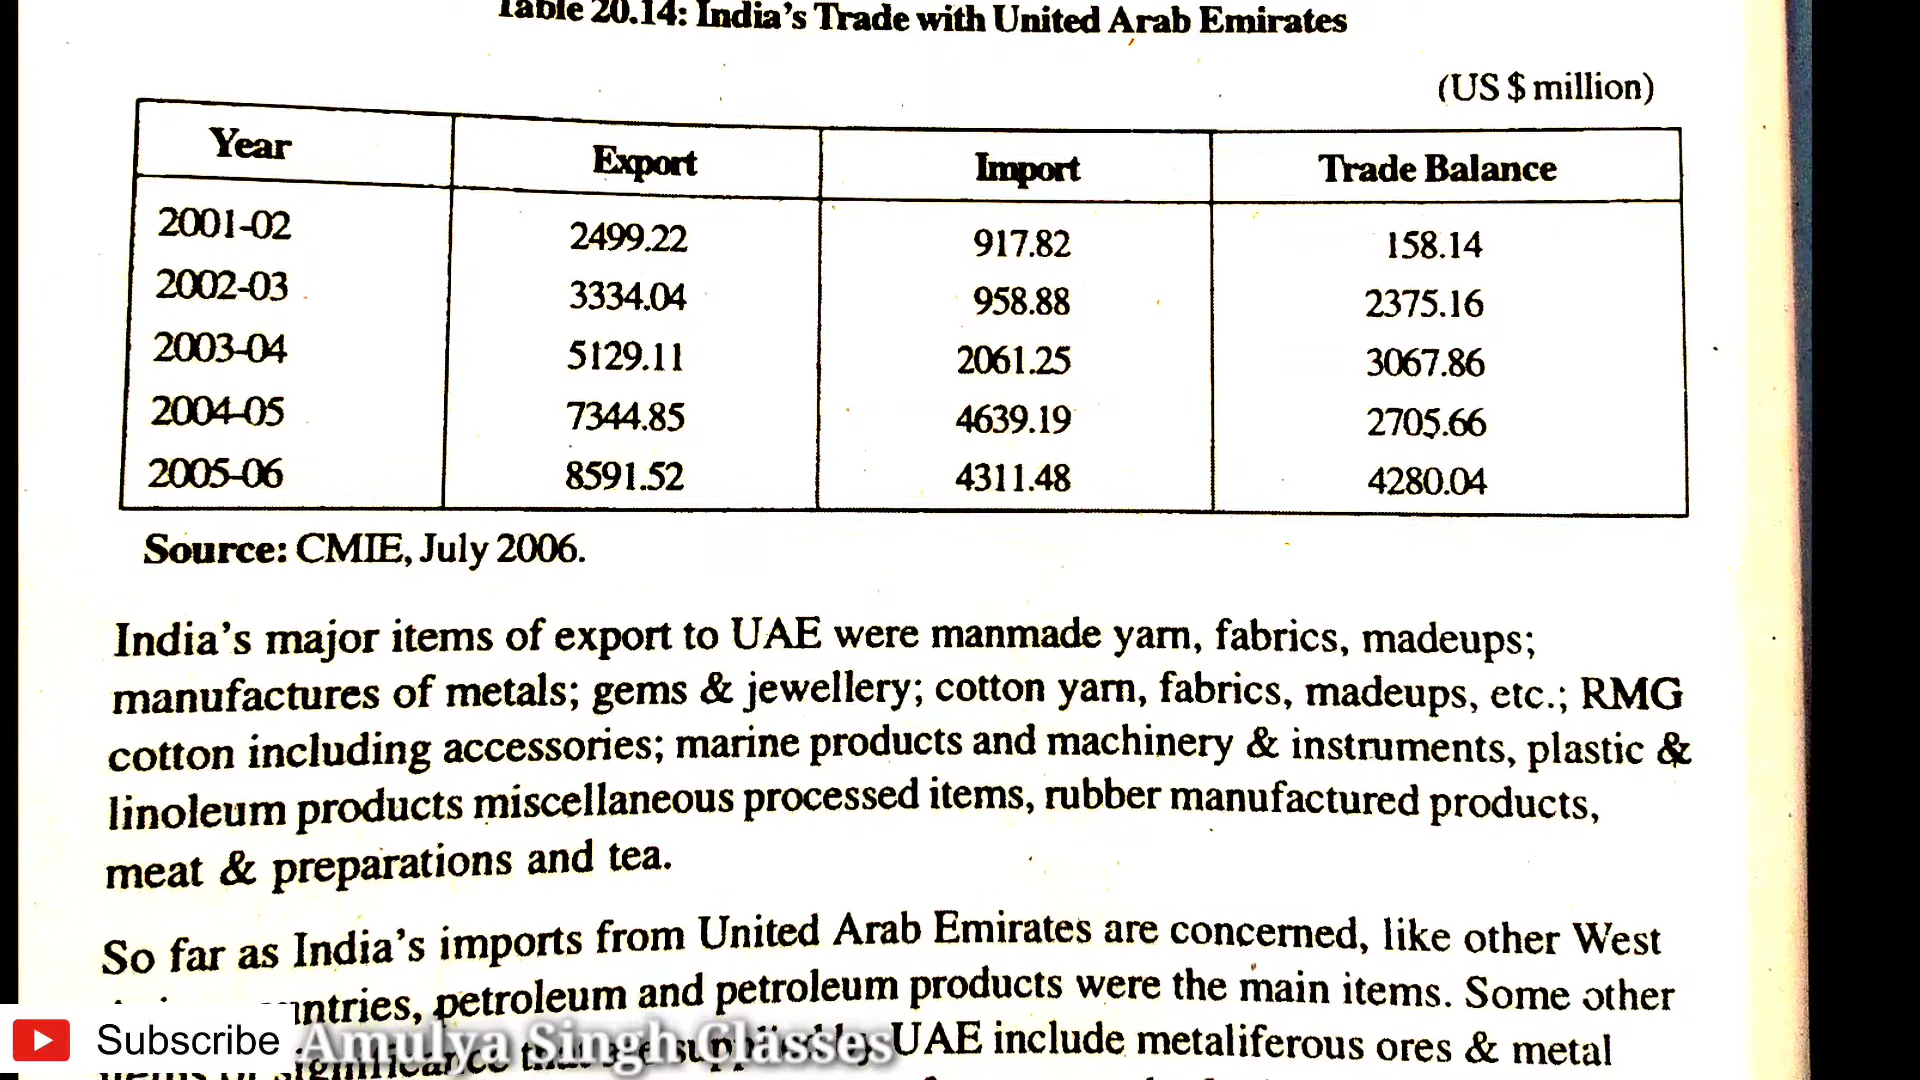 Table 20.14: India's Trade with United Arab Emirates
(US $ million)
Year Export Import Trade Balance
2001-02 2499.22 917.82 158.14
2002-03 3334.04 958.88 2375.16
2003-04 5129.11 2061.25 3067.86
2004-05 7344.85 4639.19 2705.66
2005-06 8591.52 4311.48 4280.04
Source: CMIE, July 2006.
India's major items of export to UAE were manmade yarn, fabrics, madeups;
manufactures of metals; gems & jewellery; cotton yarn, fabrics, madeups, etc.; RMG
cotton including accessories; marine products and machinery & instruments, plastic &
linoleum products miscellaneous processed items, rubber manufactured products,
meat & preparations and tea.
So far as India's imports from United Arab Emirates are concerned, like other West
petroleum and petroleum products were the main items. Some other
UAE include metaliferous ores & metal
Subscribe
Amulya Singh Classes